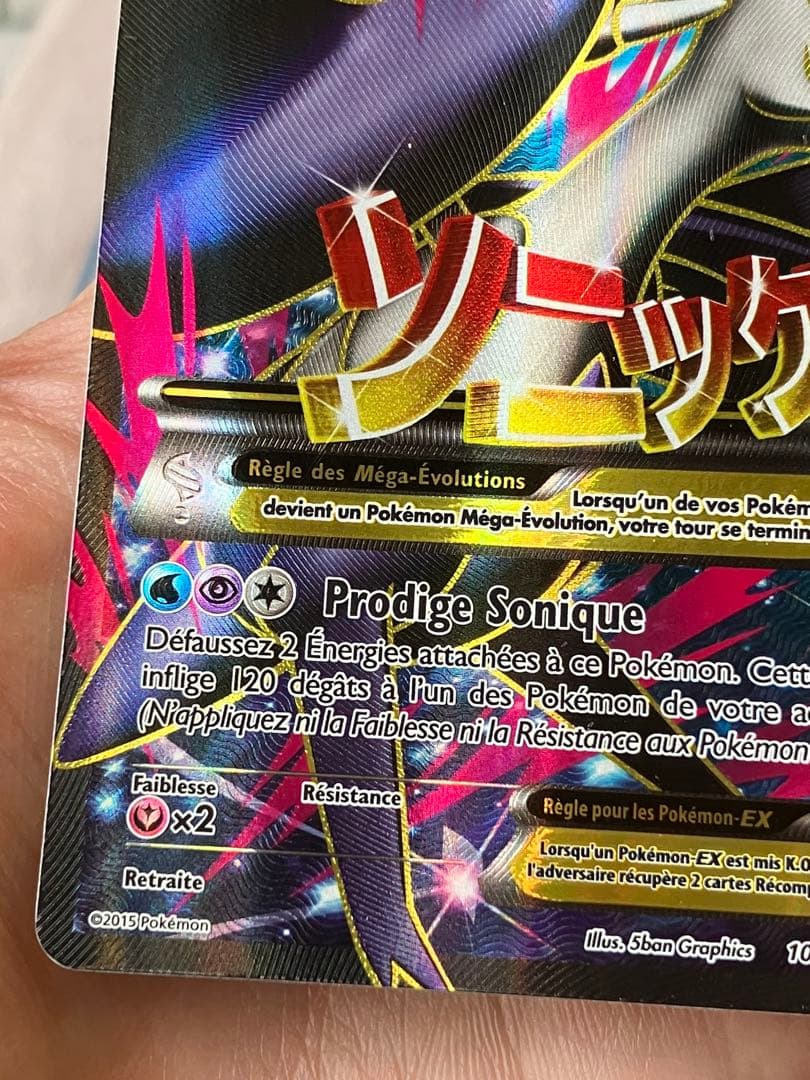 ソニック
Règle des Méga-Évolutions
Lorsqu'un de vos Pokém
devient un Pokémon Méga-Évolution, votre tour se termin
Prodige Sonique
Défaussez 2 Énergies attachées à ce Pokémon. Cett
inflige 120 dégâts à l'un des Pokémon de votre a
(N'appliquez ni la Faiblesse ni la Résistance aux Pokémon
Faiblesse
x2
Résistance
Règle pour les Pokémon-EX
Lorsqu'un Pokémon-EX est mis K.O
l'adversaire récupère 2 cartes Récomp
Retraite
©2015 Pokémon
Illus. 5ban Graphics 10